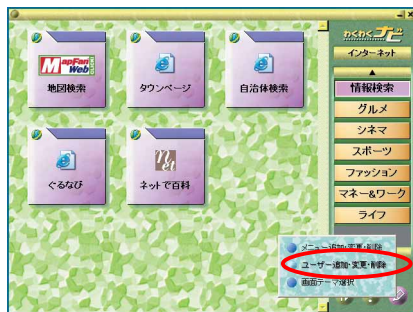 わくわくナビ
インターネット
MapFan Web
地図検索
タウンページ
自治体検索
ぐるなび
net
ネットで百科
情報検索
グルメ
シネマ
スポーツ
ファッション
マネー&ワーク
ライフ
メニュー追加・変更・削除
ユーザー追加・変更・削除
画面テーマ選択